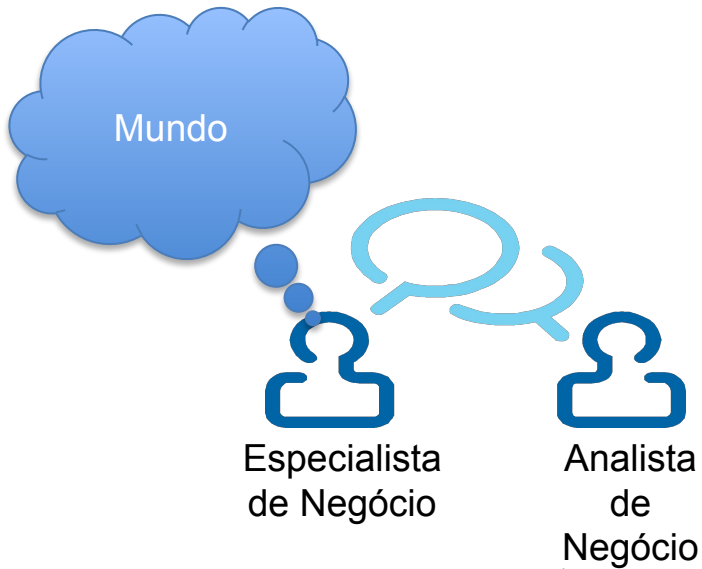 Mundo
Especialista
de Negócio
Analista
de
Negócio